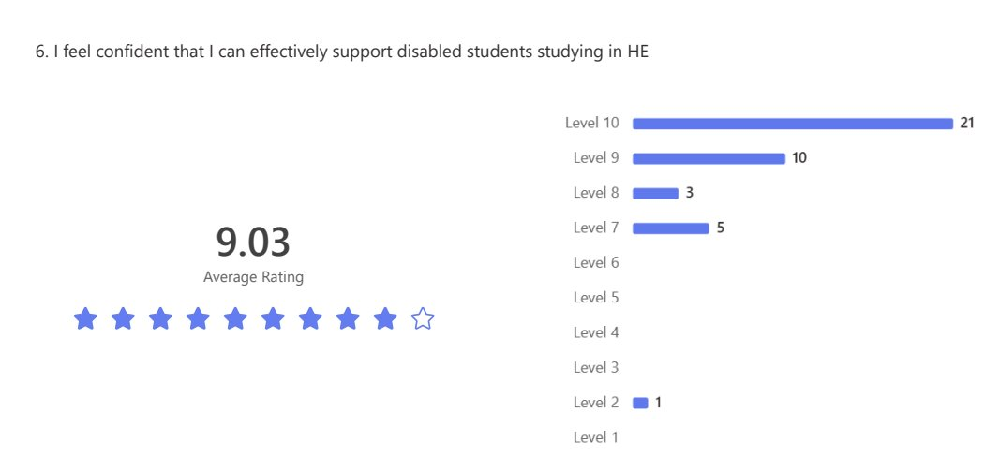 6. I feel confident that I can effectively support disabled students studying in HE
9.03
Average Rating
Level 10 21
Level 9 10
Level 8 3
Level 7 5
Level 6
Level 5
Level 4
Level 3
Level 2 1
Level 1